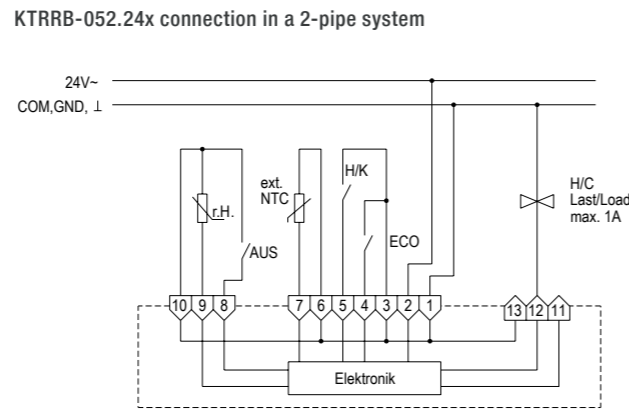 KTRRB-052.24x connection in a 2-pipe system
24V~
COM,GND, ⊥
H/K
ext.
NTC
r.H.
H/C
Last/Load
max. 1A
AUS
ECO
10 9 8 7 6 5 4 3 2 1 13 12 11
Elektronik